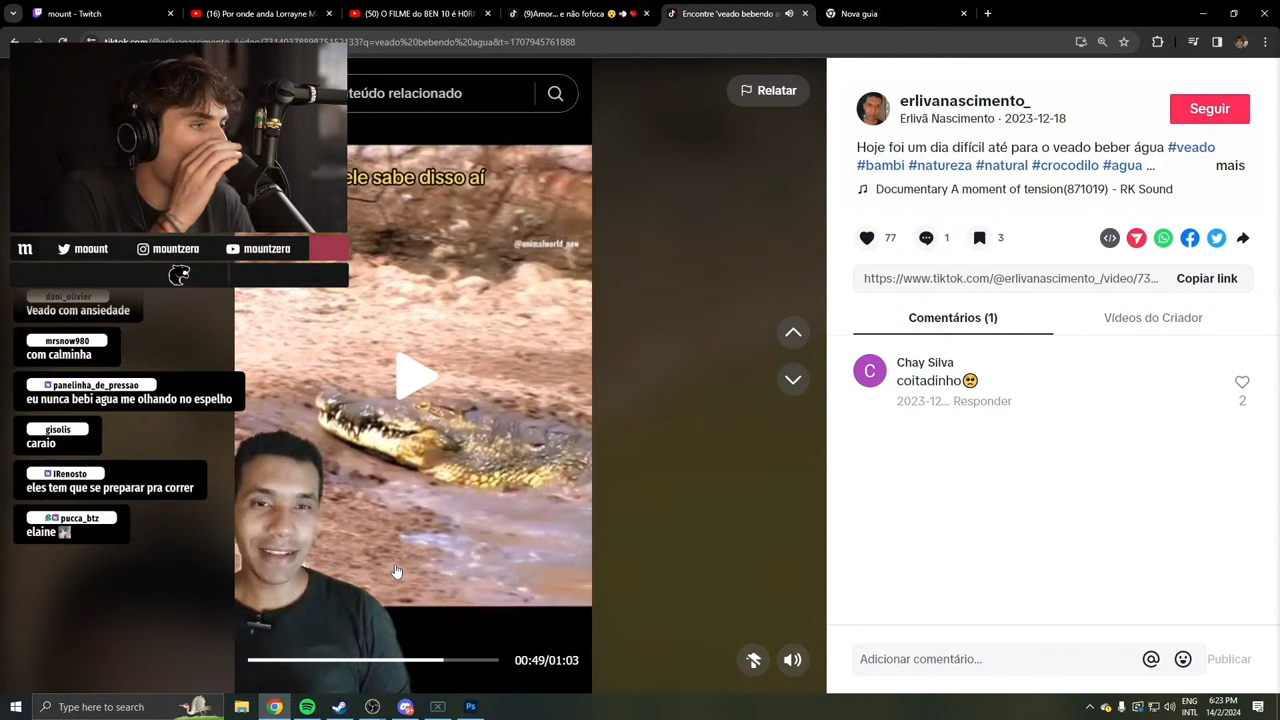 mount - Twitch
(16) Por onde anda Lorrayne M
(50) O FILME do BEN 10 é HORR
(9)Amor... e não fofoca
Encontre 'veado bebendo a
Nova guia
tiktok.com/@erlivanascimento_/video/7314037889875152133?q=veado%20bebendo%20agua&t=1707945761888
teúdo relacionado
Relatar
ele sabe disso aí
@animalworld_new
m moount mountzera mountzera
dani_olivier
Veado com ansiedade
mrsnow980
com calminha
panelinha_de_pressao
eu nunca bebi agua me olhando no espelho
gisolis
caraio
IRenosto
eles tem que se preparar pra correr
pucca_btz
elaine
00:49/01:03
erlivanascimento_
Erlivã Nascimento · 2023-12-18
Seguir
Hoje foi um dia difícil até para o veado beber água #veado
#bambi #natureza #natural #crocodilo #agua ... mais
Documentary A moment of tension(871019) - RK Sound
77 1 3
https://www.tiktok.com/@erlivanascimento_/video/73... Copiar link
Comentários (1) Vídeos do Criador
C
Chay Silva
coitadinho🥺
2023-12... Responder
2
Adicionar comentário... Publicar
Type here to search
Ps
ENG
INTL
6:23 PM
14/2/2024